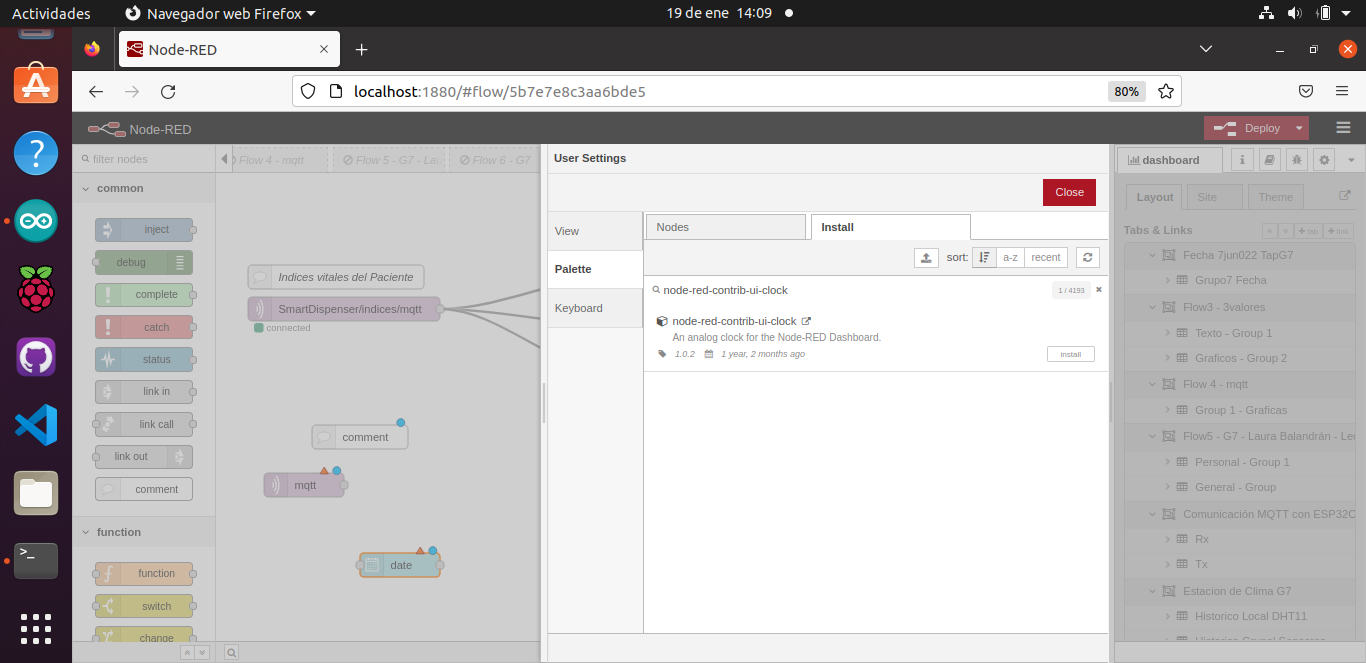 Actividades
Navegador web Firefox
19 de ene 14:09
Node-RED
localhost:1880/#flow/5b7e7e8c3aa6bde5
80%
Node-RED
Deploy
filter nodes
Flow 4 - mqtt
Flow 5 - G7 - La
Flow 6 - G7
common
inject
debug
complete
catch
status
link in
link call
link out
comment
function
function
switch
change
Indices vitales del Paciente
SmartDispenser/indices/mqtt
connected
comment
mqtt
date
User Settings
Close
View
Palette
Keyboard
Nodes
Install
sort:
a-z
recent
node-red-contrib-ui-clock
1 / 4193
node-red-contrib-ui-clock
An analog clock for the Node-RED Dashboard.
1.0.2
1 year, 2 months ago
install
dashboard
Layout
Site
Theme
Tabs & Links
tab
link
Fecha 7jun022 TapG7
Grupo7 Fecha
Flow3 - 3valores
Texto - Group 1
Graficos - Group 2
Flow 4 - mqtt
Group 1 - Graficas
Flow5 - G7 - Laura Balandrán - Le
Personal - Group 1
General - Group
Comunicación MQTT con ESP32C
Rx
Tx
Estacion de Clima G7
Historico Local DHT11
Historico Grupal Sensores